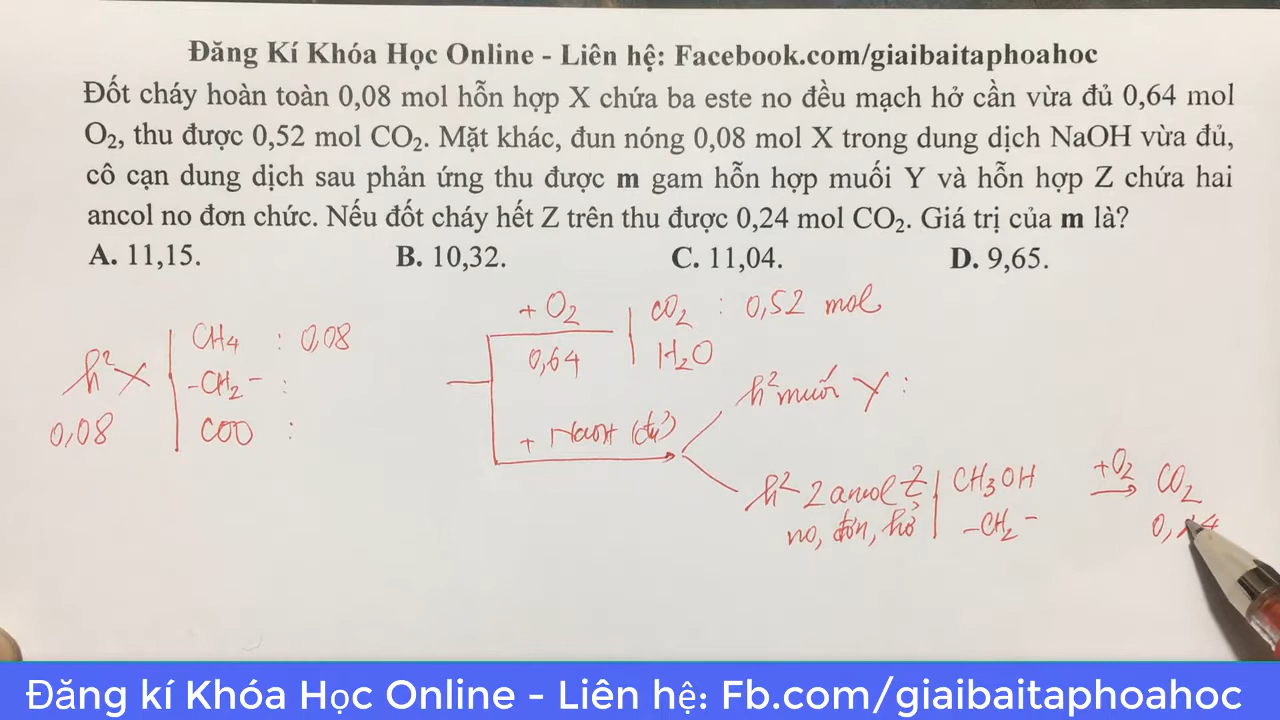 Đăng Kí Khóa Học Online - Liên hệ: Facebook.com/giaibaitaphoahoc
Đốt cháy hoàn toàn 0,08 mol hỗn hợp X chứa ba este no đều mạch hở cần vừa đủ 0,64 mol
O₂, thu được 0,52 mol CO₂. Mặt khác, đun nóng 0,08 mol X trong dung dịch NaOH vừa đủ,
cô cạn dung dịch sau phản ứng thu được m gam hỗn hợp muối Y và hỗn hợp Z chứa hai
ancol no đơn chức. Nếu đốt cháy hết Z trên thu được 0,24 mol CO₂. Giá trị của m là?
A. 11,15. B. 10,32. C. 11,04. D. 9,65.
+ O₂
CO₂ : 0,52 mol
CH₄ : 0,08
0,64
H₂O
h² X
-CH₂- :
h² muối Y :
0,08
COO :
+ NaOH (đủ)
h² 2 ancol Z
CH₃OH
+O₂
CO₂
no, đơn, hở
-CH₂-
Đăng kí Khóa Học Online - Liên hệ: Fb.com/giaibaitaphoahoc